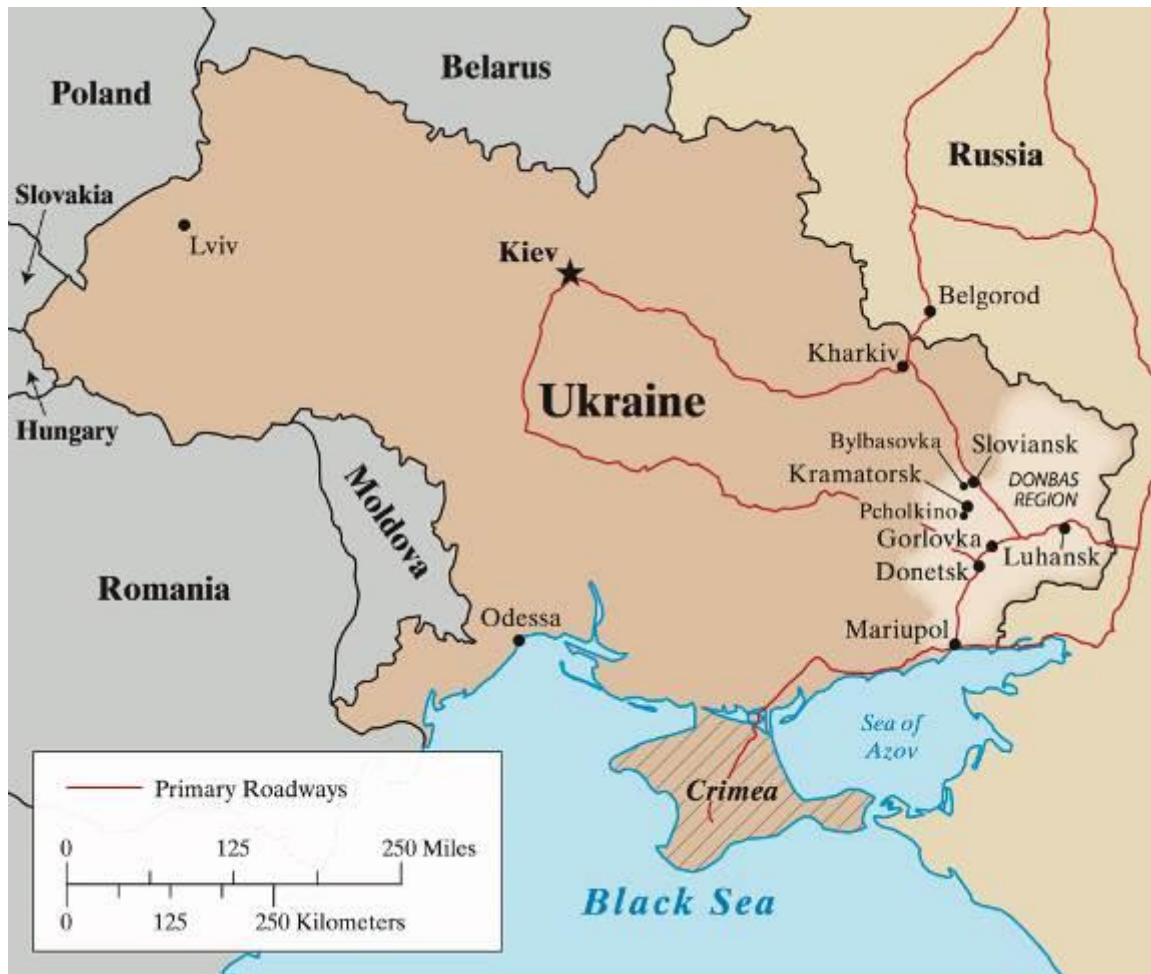 Belarus
Poland
Russia
Slovakia
Lviv
Kiev
Belgorod
Kharkiv
Ukraine
Hungary
Bylbasovka
Sloviansk
Kramatorsk
DONBAS
REGION
Moldova
Pcholkino
Gorlovka
Luhansk
Donetsk
Romania
Odessa
Mariupol
Sea of
Azov
Crimea
Primary Roadways
0 125 250 Miles
0 125 250 Kilometers
Black Sea